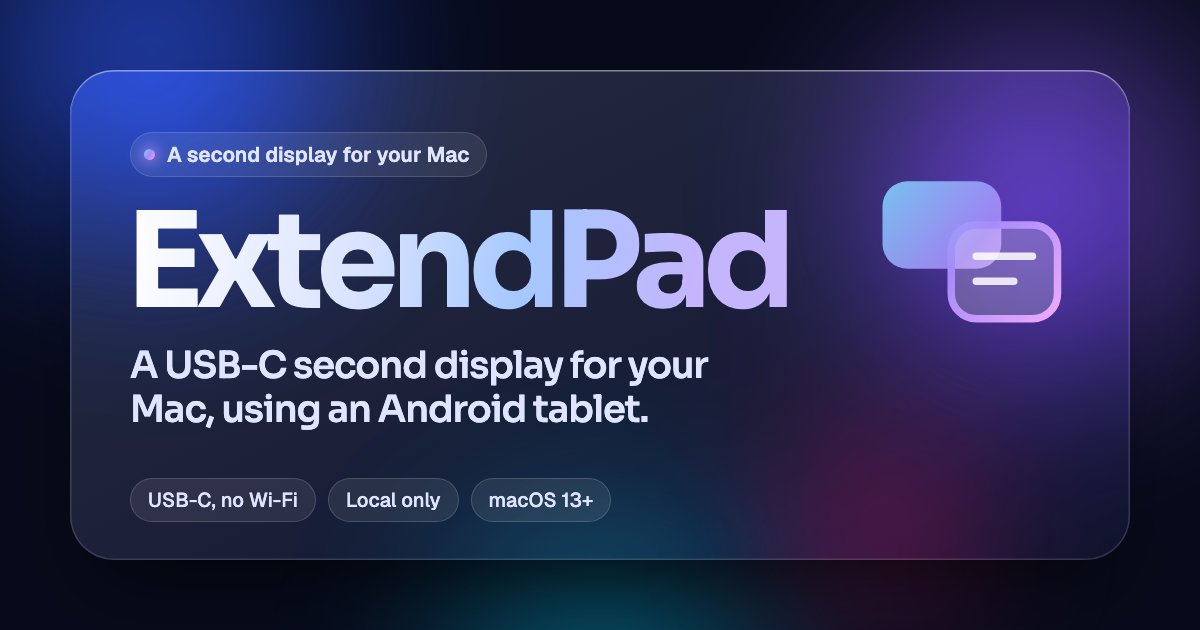 A second display for your Mac
ExtendPad
A USB-C second display for your
Mac, using an Android tablet.
USB-C, no Wi-Fi
Local only
macOS 13+